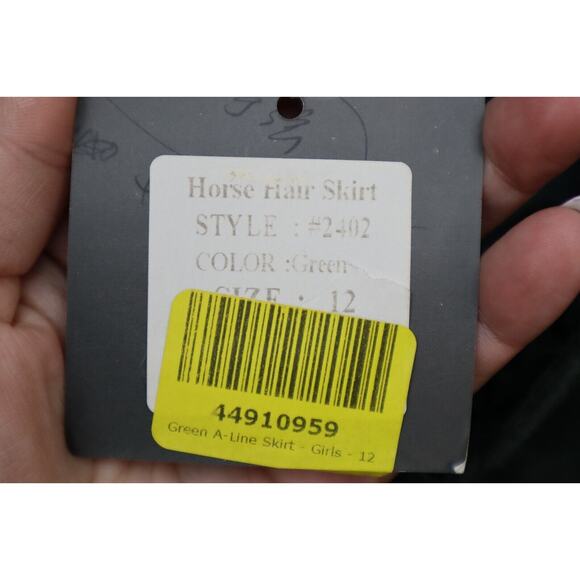 Horse Hair Skirt
STYLE : #2402
COLOR :Green
SIZE : 12
44910959
Green A-Line Skirt - Girls - 12